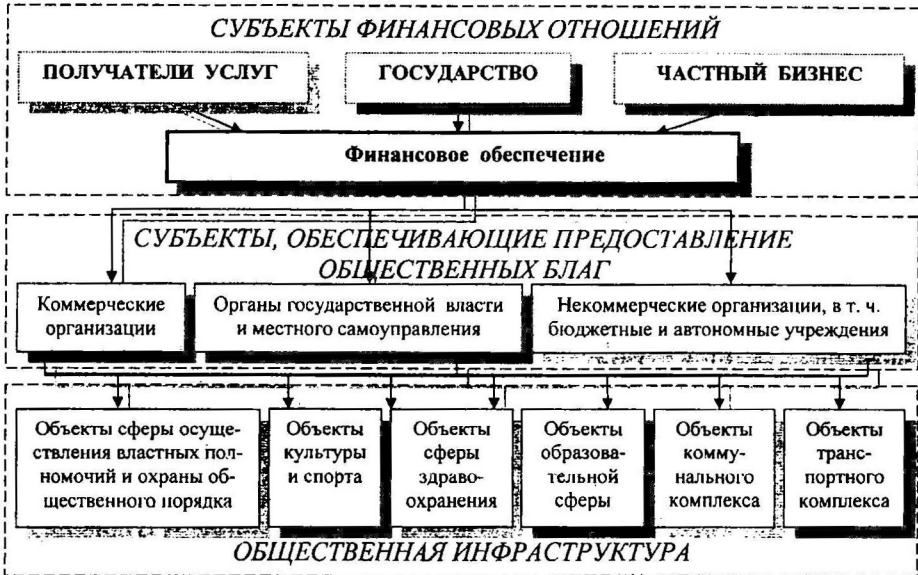 СУБЪЕКТЫ ФИНАНСОВЫХ ОТНОШЕНИЙ
ПОЛУЧАТЕЛИ УСЛУГ
ГОСУДАРСТВО
ЧАСТНЫЙ БИЗНЕС
Финансовое обеспечение
СУБЪЕКТЫ, ОБЕСПЕЧИВАЮЩИЕ ПРЕДОСТАВЛЕНИЕ
ОБЩЕСТВЕННЫХ БЛАГ
Коммерческие
организации
Органы государственной власти
и местного самоуправления
Некоммерческие организации, в т. ч.
бюджетные и автономные учреждения
Объекты сферы осуще-
ствления властных пол-
номочий и охраны об-
щественного порядка
Объекты
культуры
и спорта
Объекты
сферы
здраво-
охранения
Объекты
образова-
тельной
сферы
Объекты
комму-
нального
комплекса
Объекты
транс-
портного
комплекса
ОБЩЕСТВЕННАЯ ИНФРАСТРУКТУРА